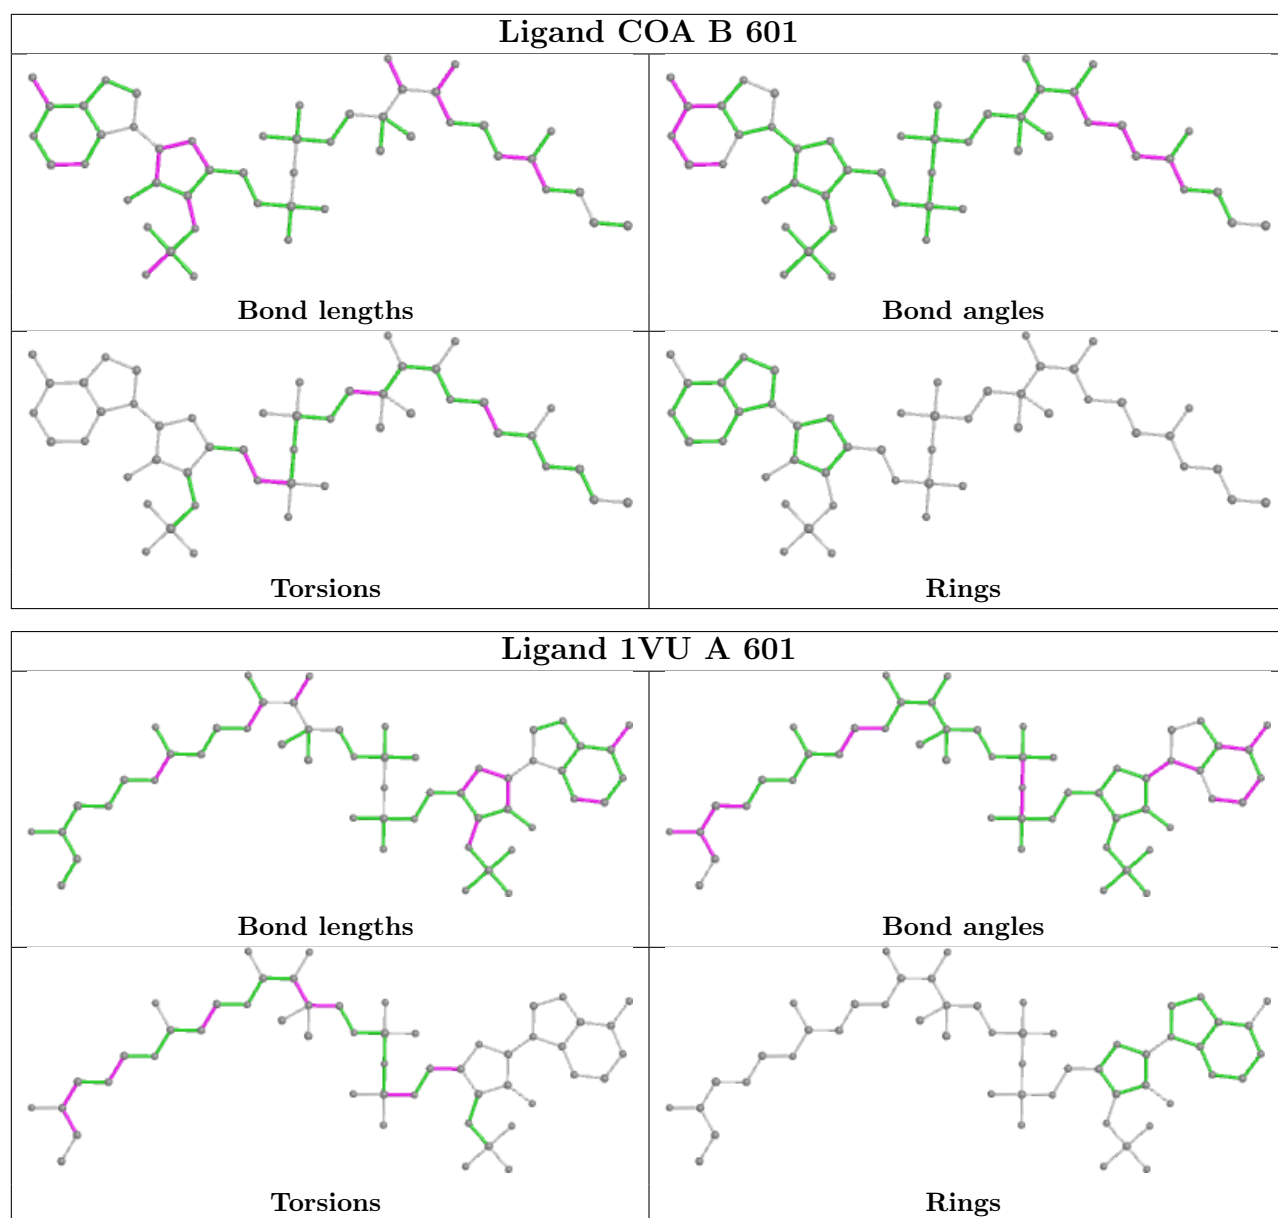 Ligand COA B 601
Bond lengths
Bond angles
Torsions
Rings
Ligand 1VU A 601
Bond lengths
Bond angles
Torsions
Rings